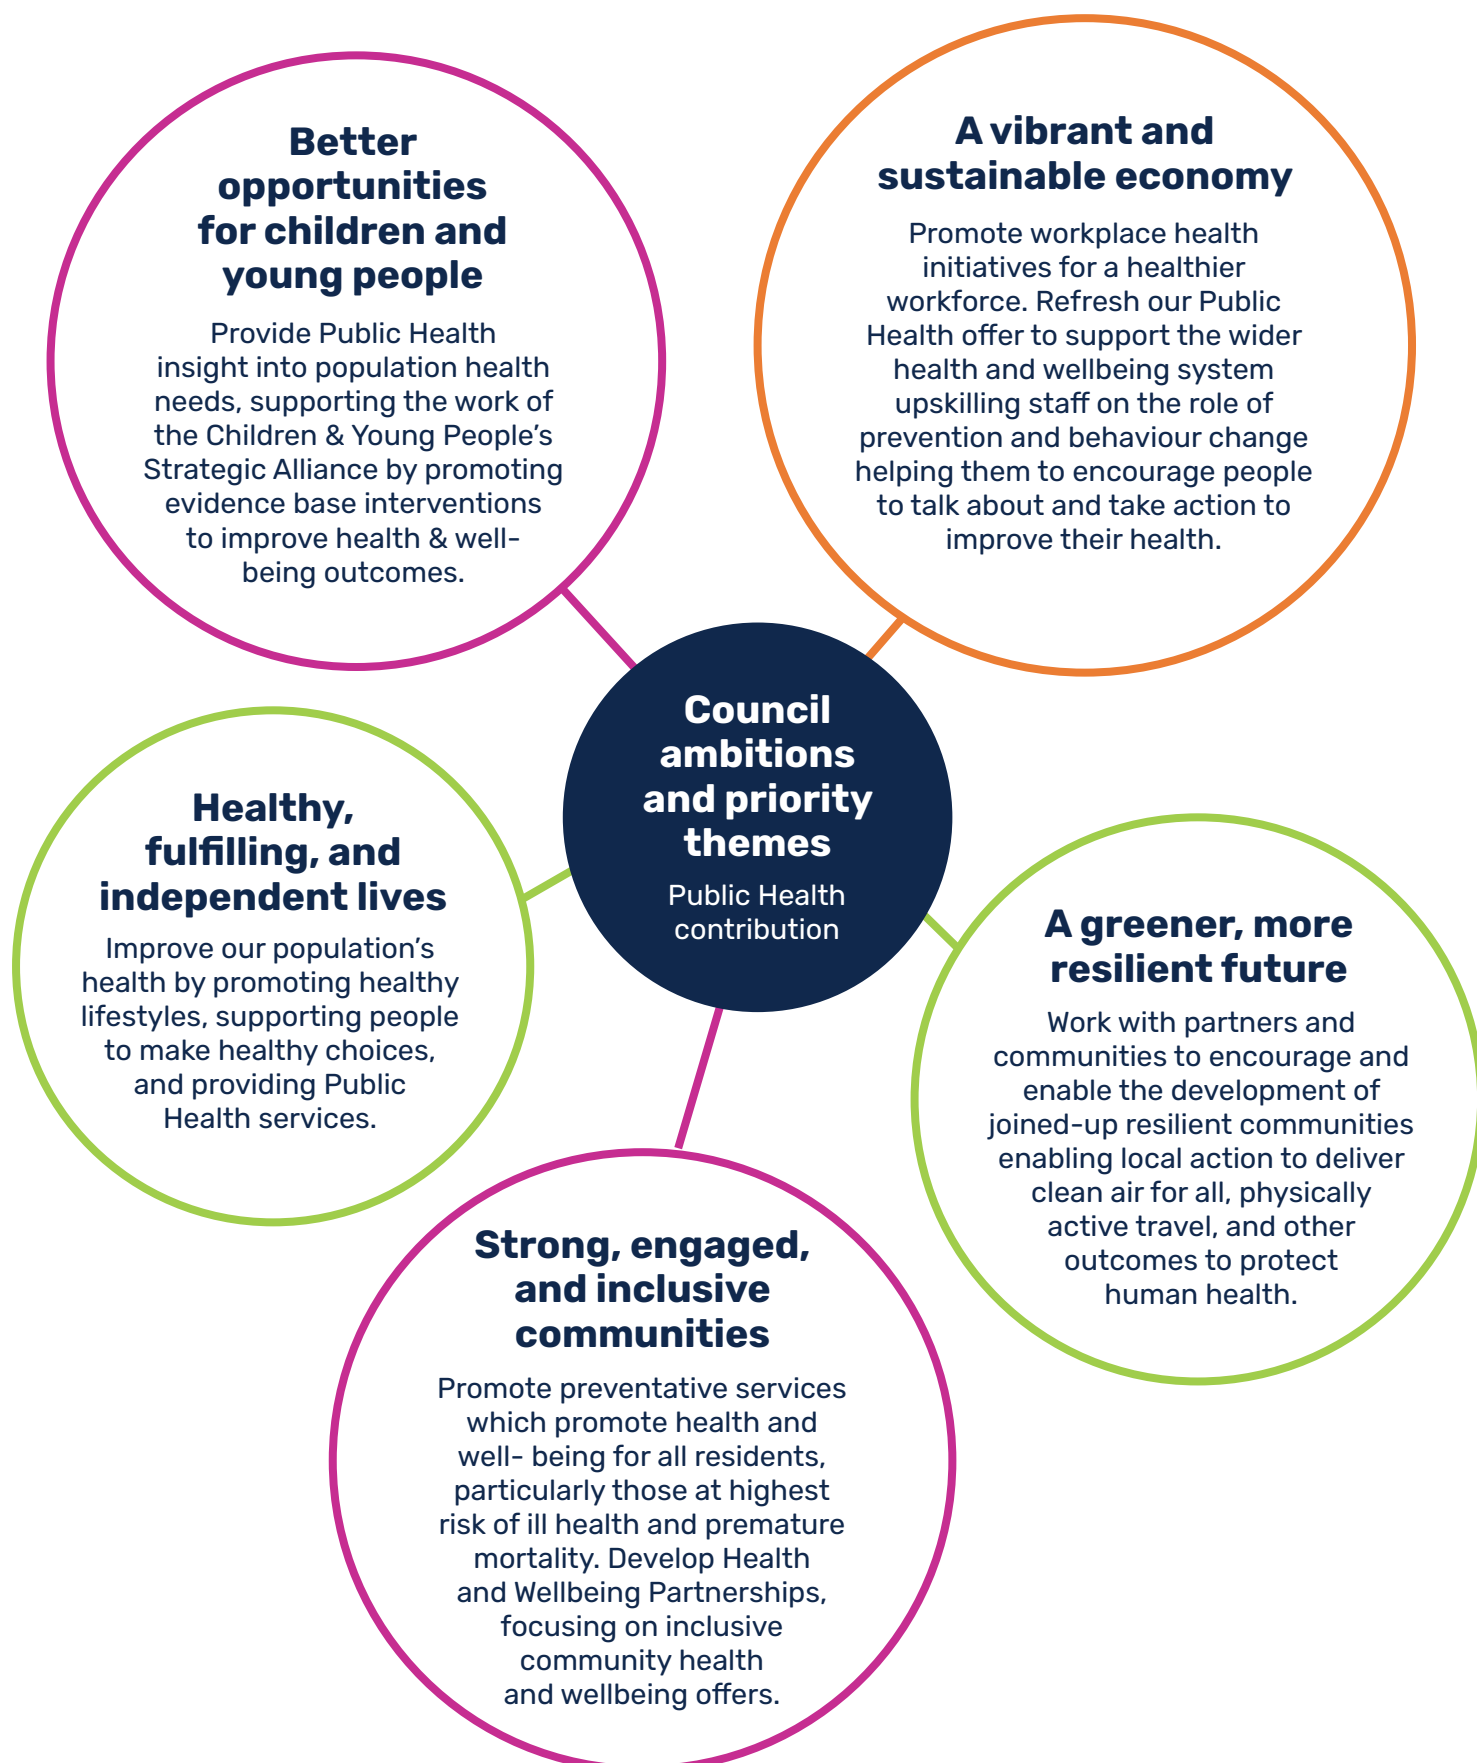 Better
opportunities
for children and
young people
Provide Public Health
insight into population health
needs, supporting the work of
the Children & Young People’s
Strategic Alliance by promoting
evidence base interventions
to improve health & well-
being outcomes.
A vibrant and
sustainable economy
Promote workplace health
initiatives for a healthier
workforce. Refresh our Public
Health offer to support the wider
health and wellbeing system
upskilling staff on the role of
prevention and behaviour change
helping them to encourage people
to talk about and take action to
improve their health.
Council
ambitions
and priority
themes
Public Health
contribution
Healthy,
fulfilling, and
independent lives
Improve our population’s
health by promoting healthy
lifestyles, supporting people
to make healthy choices,
and providing Public
Health services.
A greener, more
resilient future
Work with partners and
communities to encourage and
enable the development of
joined-up resilient communities
enabling local action to deliver
clean air for all, physically
active travel, and other
outcomes to protect
human health.
Strong, engaged,
and inclusive
communities
Promote preventative services
which promote health and
well- being for all residents,
particularly those at highest
risk of ill health and premature
mortality. Develop Health
and Wellbeing Partnerships,
focusing on inclusive
community health
and wellbeing offers.